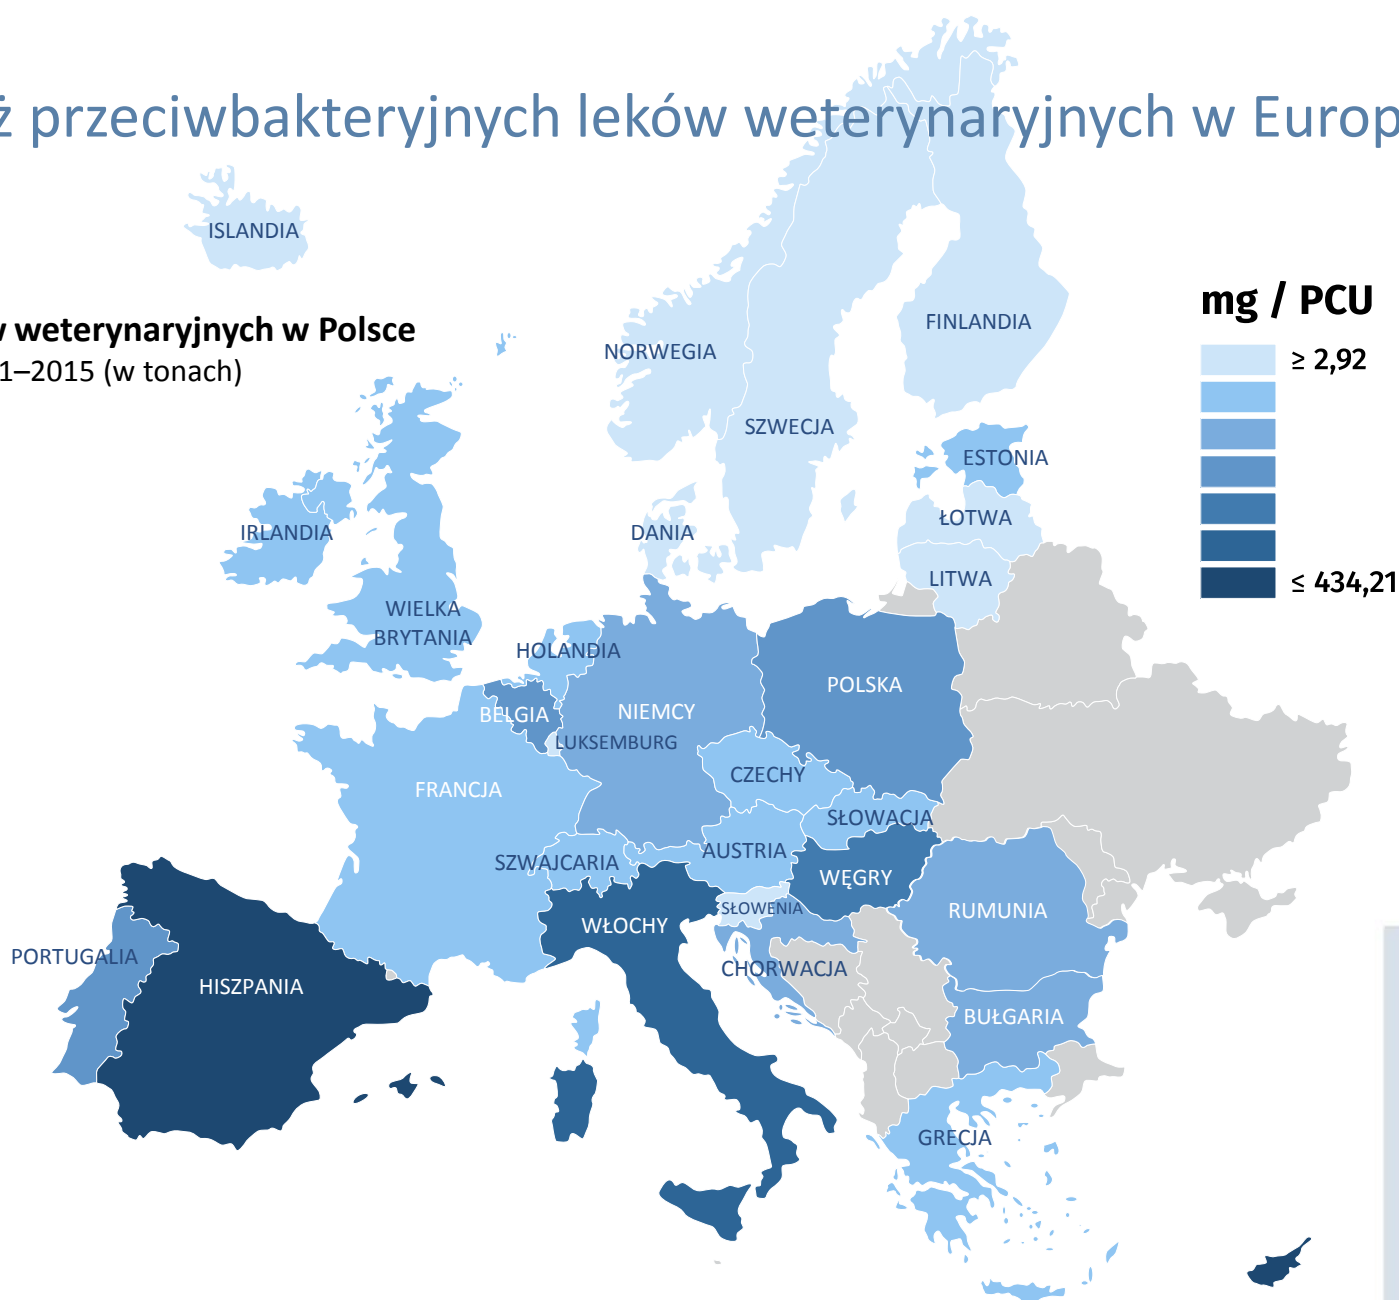 ż przeciwbakteryjnych leków weterynaryjnych w Europ
ISLANDIA
w weterynaryjnych w Polsce
1–2015 (w tonach)
mg / PCU
≥ 2,92
≤ 434,21
FINLANDIA
NORWEGIA
SZWECJA
ESTONIA
ŁOTWA
DANIA
IRLANDIA
LITWA
WIELKA
BRYTANIA
HOLANDIA
POLSKA
BELGIA
NIEMCY
LUKSEMBURG
CZECHY
FRANCJA
SŁOWACJA
AUSTRIA
SZWAJCARIA
WĘGRY
SŁOWENIA
RUMUNIA
WŁOCHY
PORTUGALIA
CHORWACJA
HISZPANIA
BUŁGARIA
GRECJA